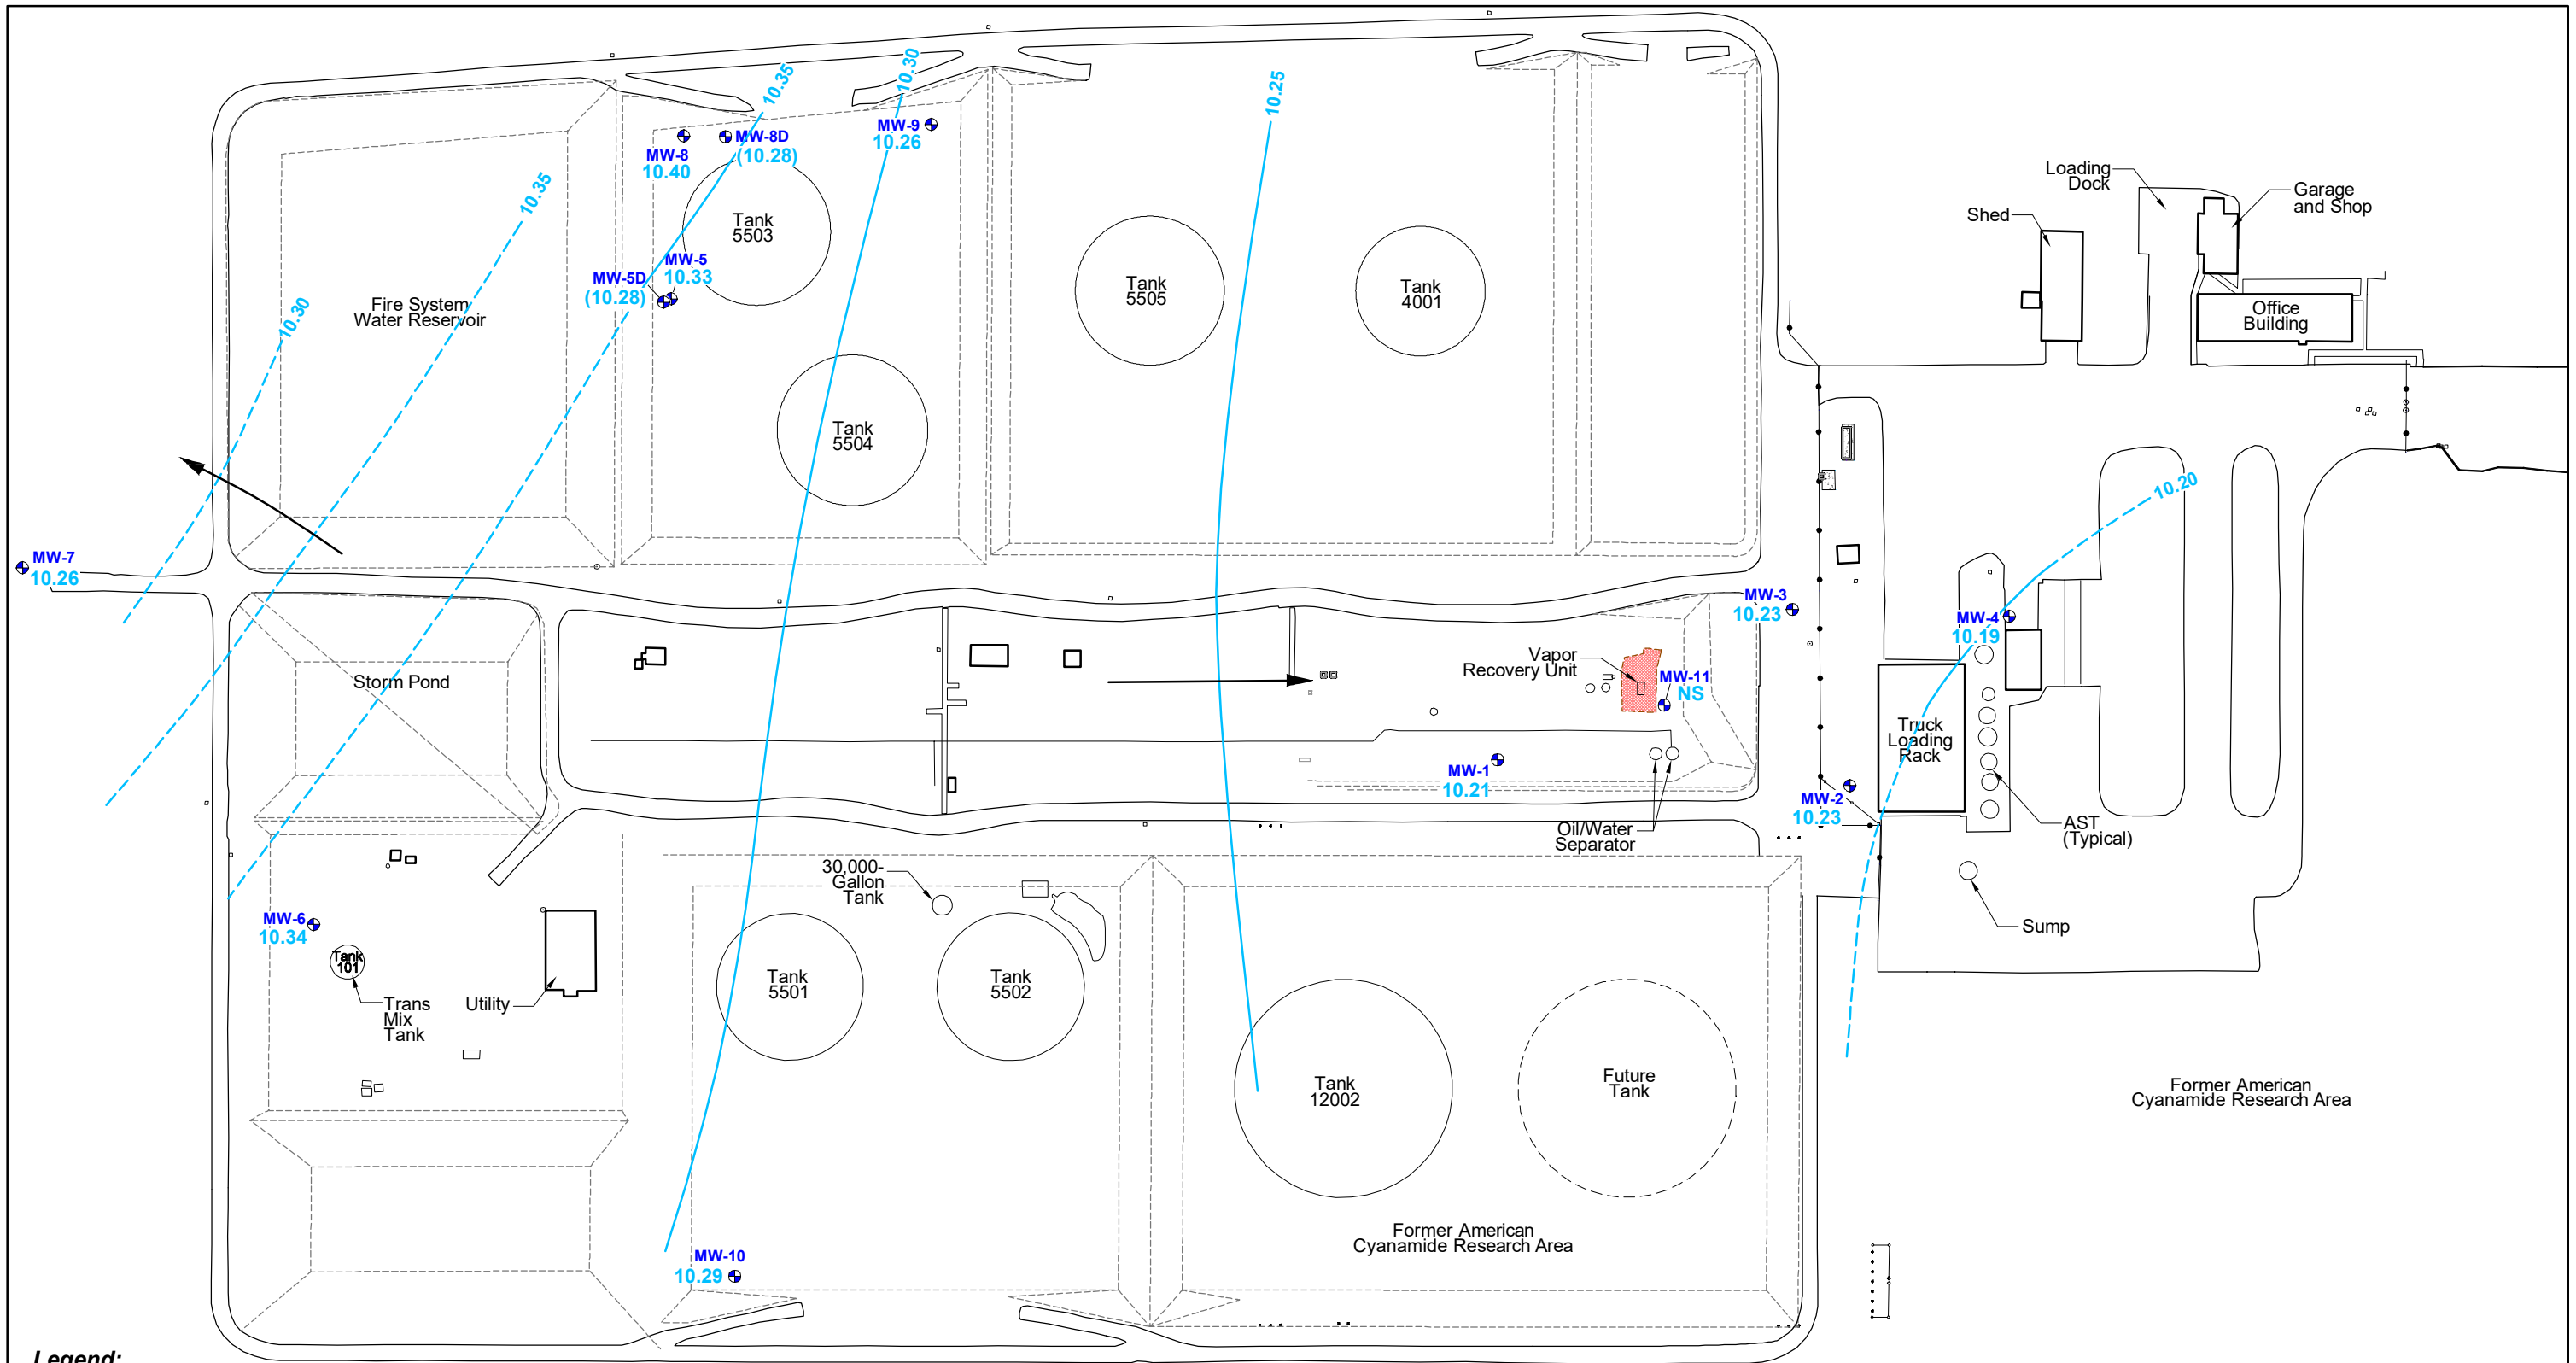 10.35
10.30
10.25
MW-8
10.40
MW-8D
(10.28)
MW-9
10.26
10.35
Tank
5503
MW-5
10.33
MW-5D
(10.28)
10.30
Fire System
Water Reservoir
Tank
5504
Tank
5505
Tank
4001
Loading
Dock
Garage
and Shop
Shed
Office
Building
10.20
MW-7
10.26
MW-3
10.23
MW-4
10.19
Storm Pond
Vapor
Recovery Unit
MW-11
NS
Truck
Loading
Rack
MW-1
10.21
MW-2
10.23
Oil/Water
Separator
AST
(Typical)
30,000-
Gallon
Tank
MW-6
10.34
Tank
101
Trans
Mix
Tank
Utility
Tank
5501
Tank
5502
Sump
Tank
12002
Future
Tank
Former American
Cyanamide Research Area
Former American
Cyanamide Research Area
MW-10
10.29
Legend: